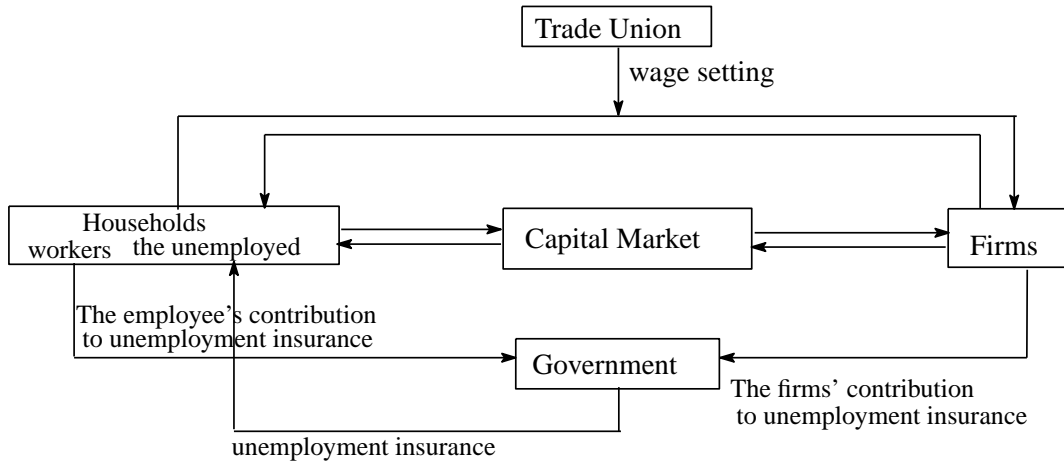 Trade Union
wage setting
Households
workers the unemployed
Capital Market
Firms
The employee’s contribution
to unemployment insurance
Government
The firms’ contribution
to unemployment insurance
unemployment insurance